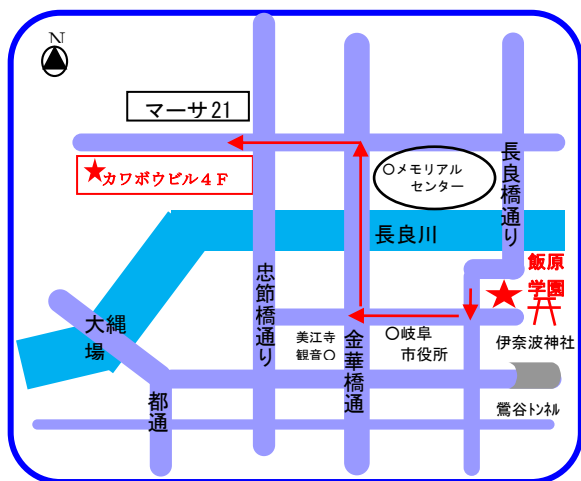 N
マーサ21
カワボウビル４Ｆ
○メモリアル
センター
長良橋通り
長良川
飯原
学園
忠節橋通り
大縄
場
美江寺
観音○
金華橋通
○岐阜
市役所
伊奈波神社
都通
鶯谷トンネル